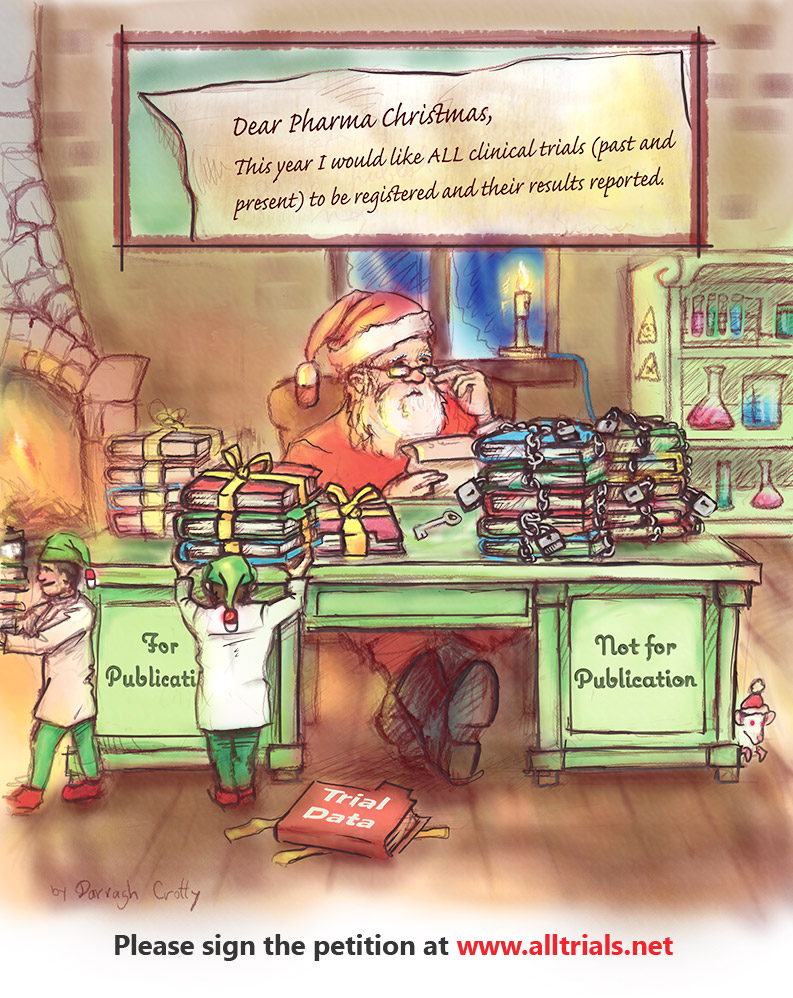 Dear Pharma Christmas,
This year I would like ALL clinical trials (past and
present) to be registered and their results reported.
For
Publicati
Not for
Publication
Trial
Data
by Darragh Crotty
Please sign the petition at www.alltrials.net